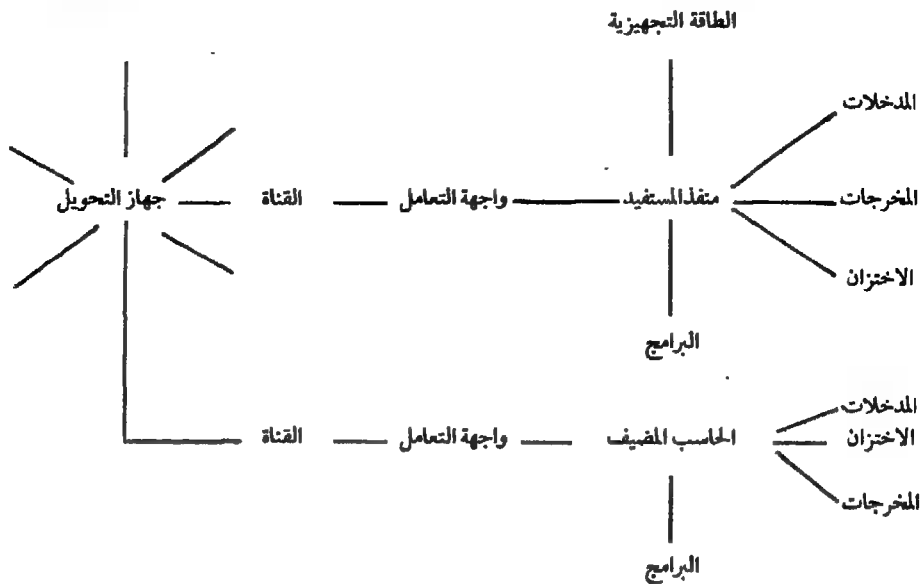 الطاقة التجهيزية
المدخلات
المخرجات
منفذ المستفيد
واجهة التعامل
القناة
جهاز التحويل
الاختزان
البرامج
المدخلات
الاختزان
الحاسب المضيف
واجهة التعامل
القناة
المخرجات
البرامج